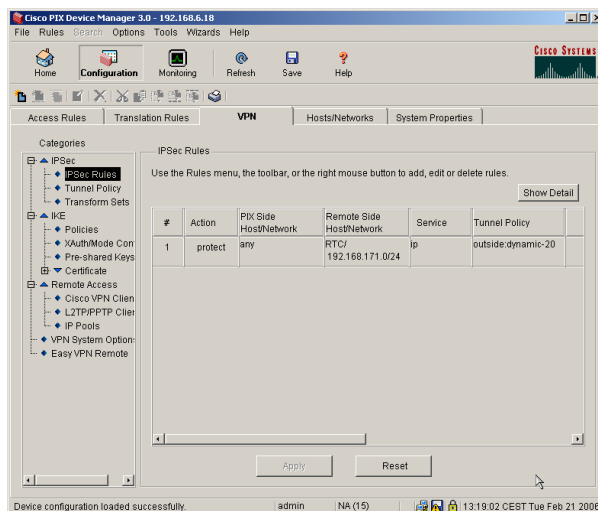 Cisco PIX Device Manager 3.0 - 192.168.6.18
File Rules Search Options Tools Wizards Help
Home Configuration Monitoring Refresh Save Help
CISCO SYSTEMS
Access Rules Translation Rules VPN Hosts/Networks System Properties
Categories
IPSec
IPSec Rules
Tunnel Policy
Transform Sets
IKE
Policies
XAuth/Mode Con
Pre-shared Keys
Certificate
Remote Access
Cisco VPN Clien
L2TP/PPTP Clier
IP Pools
VPN System Option
Easy VPN Remote
IPSec Rules
Use the Rules menu, the toolbar, or the right mouse button to add, edit or delete rules.
Show Detail
# Action PIX Side Host/Network Remote Side Host/Network Service Tunnel Policy
1 protect any RTC/ 192.168.171.0/24 ip outside:dynamic-20
Apply Reset
Device configuration loaded successfully. admin NA (15) 13:19:02 CEST Tue Feb 21 2006